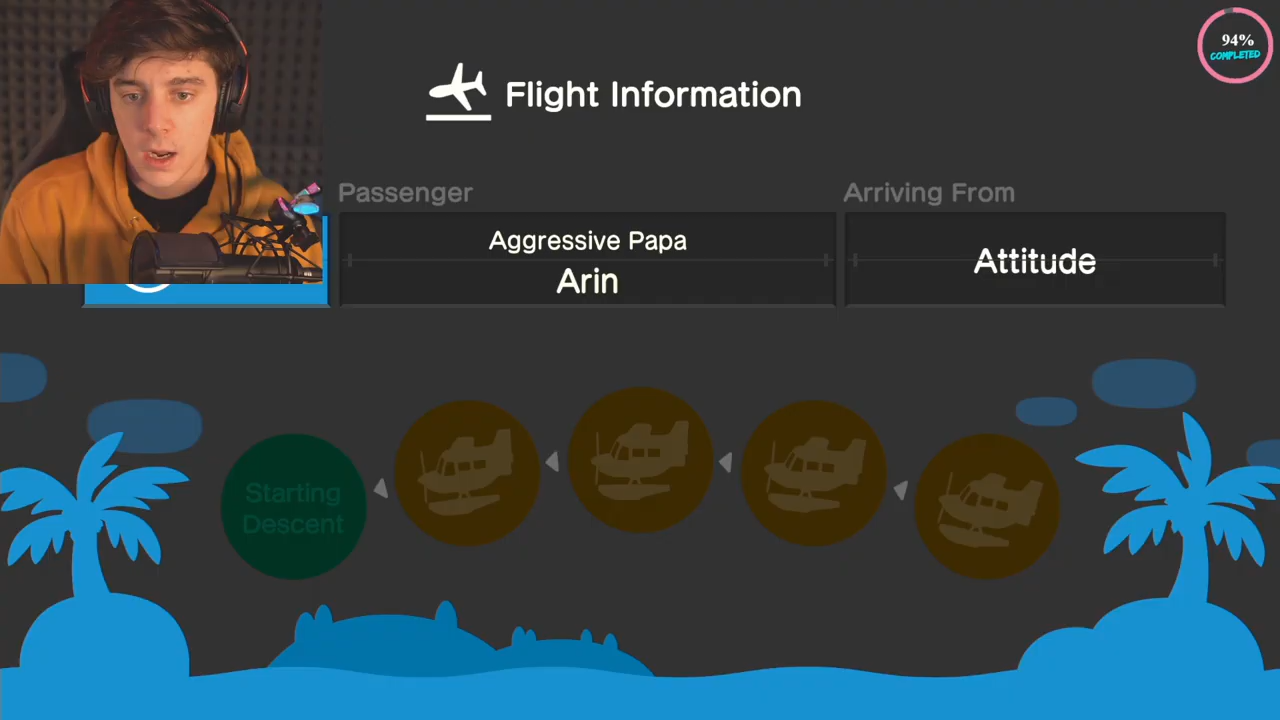 94%
COMPLETED
Flight Information
Passenger
Arriving From
Aggressive Papa
Arin
Attitude
Starting
Descent